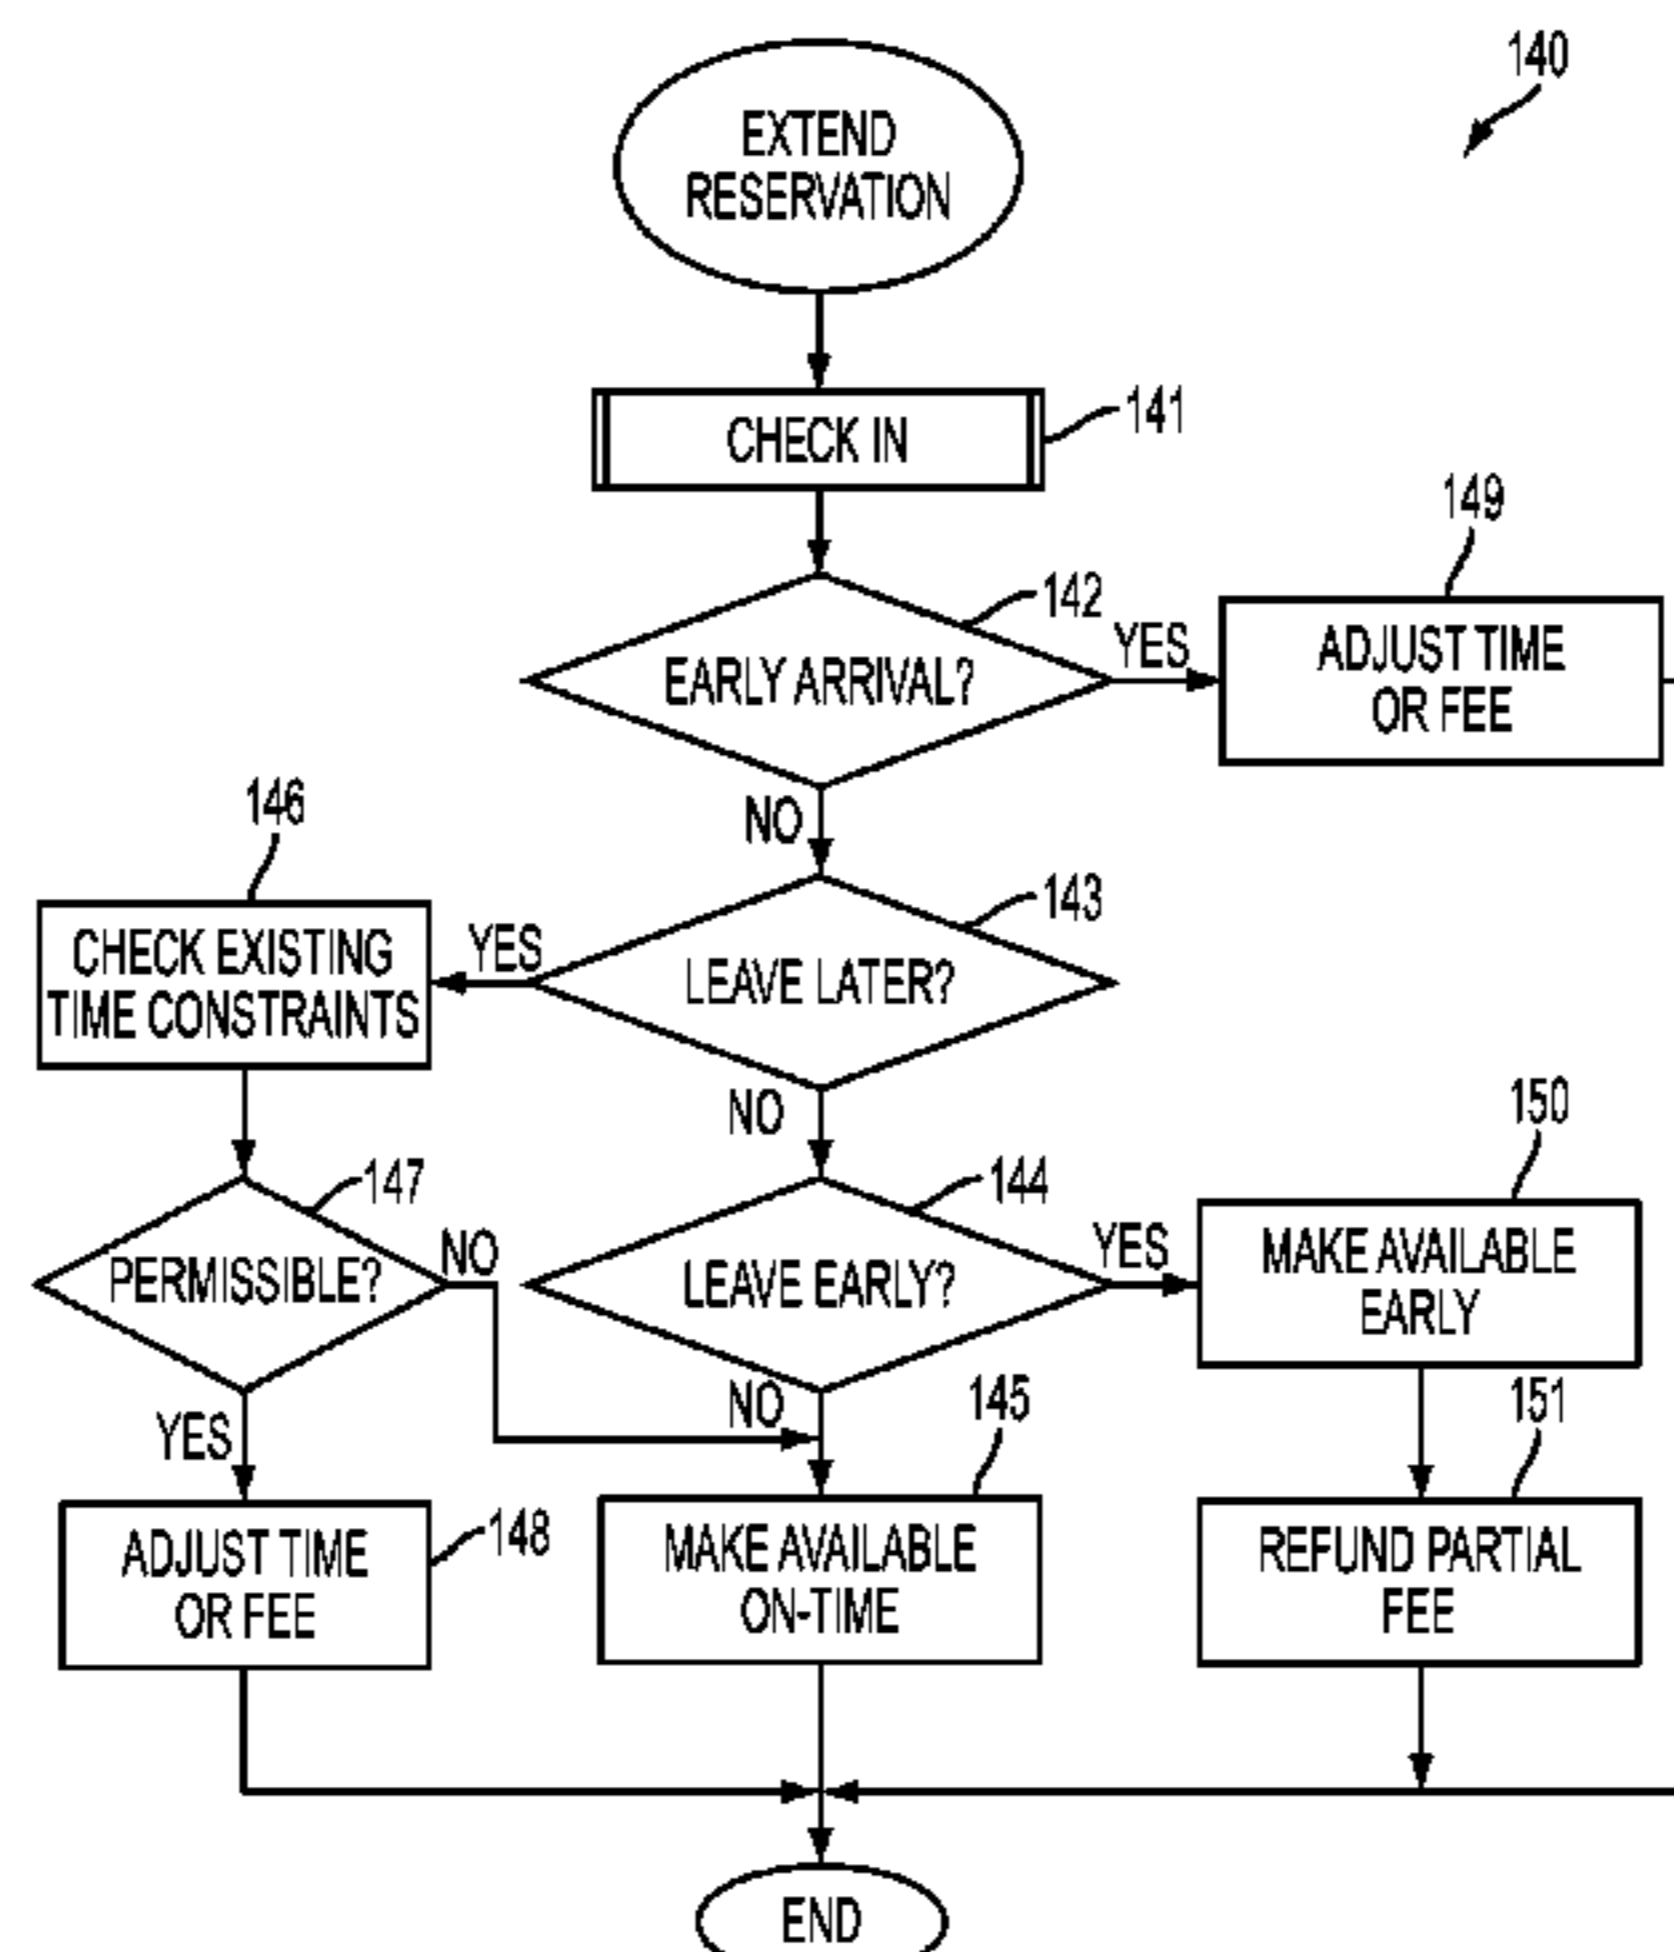 140
EXTEND
RESERVATION
CHECK IN
141
149
142
YES
EARLY ARRIVAL?
ADJUST TIME
OR FEE
146
NO
143
CHECK EXISTING
TIME CONSTRAINTS
YES
LEAVE LATER?
NO
150
147
144
PERMISSIBLE?
NO
LEAVE EARLY?
YES
MAKE AVAILABLE
EARLY
YES
NO
145
151
ADJUST TIME
OR FEE
148
MAKE AVAILABLE
ON-TIME
REFUND PARTIAL
FEE
END